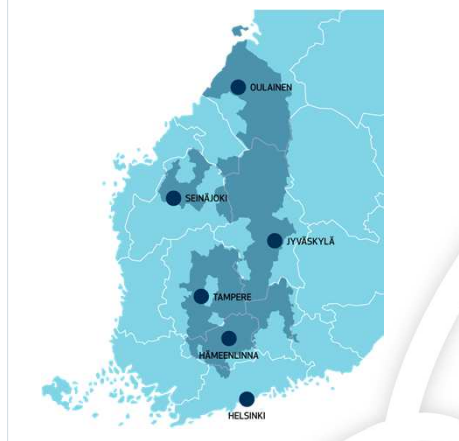 OULAINEN
SEINÄJOKI
JYVÄSKYLÄ
TAMPERE
HÄMEENLINNA
HELSINKI